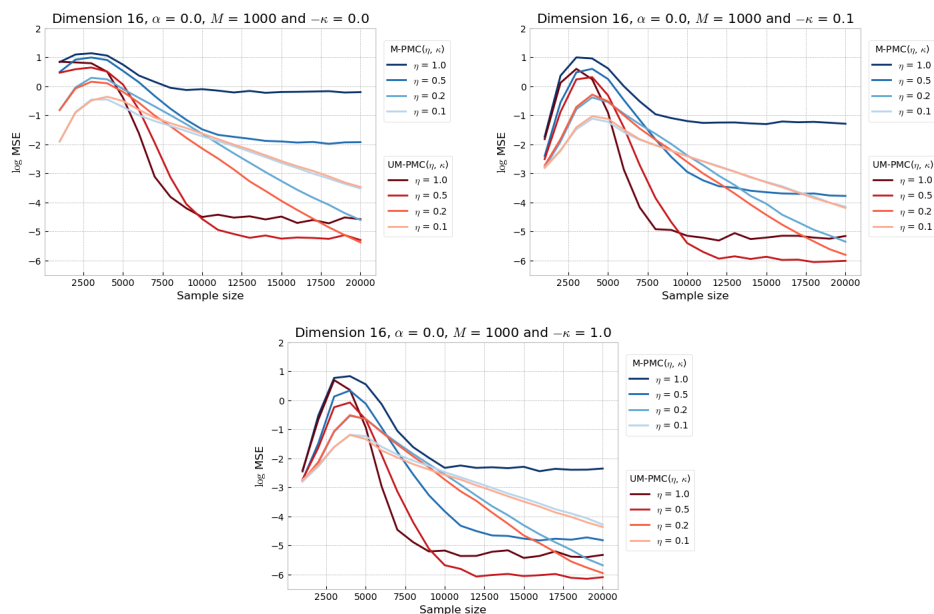 Dimension 16, α = 0.0, M = 1000 and −κ = 0.0
log MSE
2
1
0
−1
−2
−3
−4
−5
−6
2500 5000 7500 10000 12500 15000 17500 20000
Sample size
M-PMC(η, κ)
η = 1.0
η = 0.5
η = 0.2
η = 0.1
UM-PMC(η, κ)
η = 1.0
η = 0.5
η = 0.2
η = 0.1
Dimension 16, α = 0.0, M = 1000 and −κ = 0.1
log MSE
2
1
0
−1
−2
−3
−4
−5
−6
2500 5000 7500 10000 12500 15000 17500 20000
Sample size
M-PMC(η, κ)
η = 1.0
η = 0.5
η = 0.2
η = 0.1
UM-PMC(η, κ)
η = 1.0
η = 0.5
η = 0.2
η = 0.1
Dimension 16, α = 0.0, M = 1000 and −κ = 1.0
log MSE
2
1
0
−1
−2
−3
−4
−5
−6
2500 5000 7500 10000 12500 15000 17500 20000
Sample size
M-PMC(η, κ)
η = 1.0
η = 0.5
η = 0.2
η = 0.1
UM-PMC(η, κ)
η = 1.0
η = 0.5
η = 0.2
η = 0.1